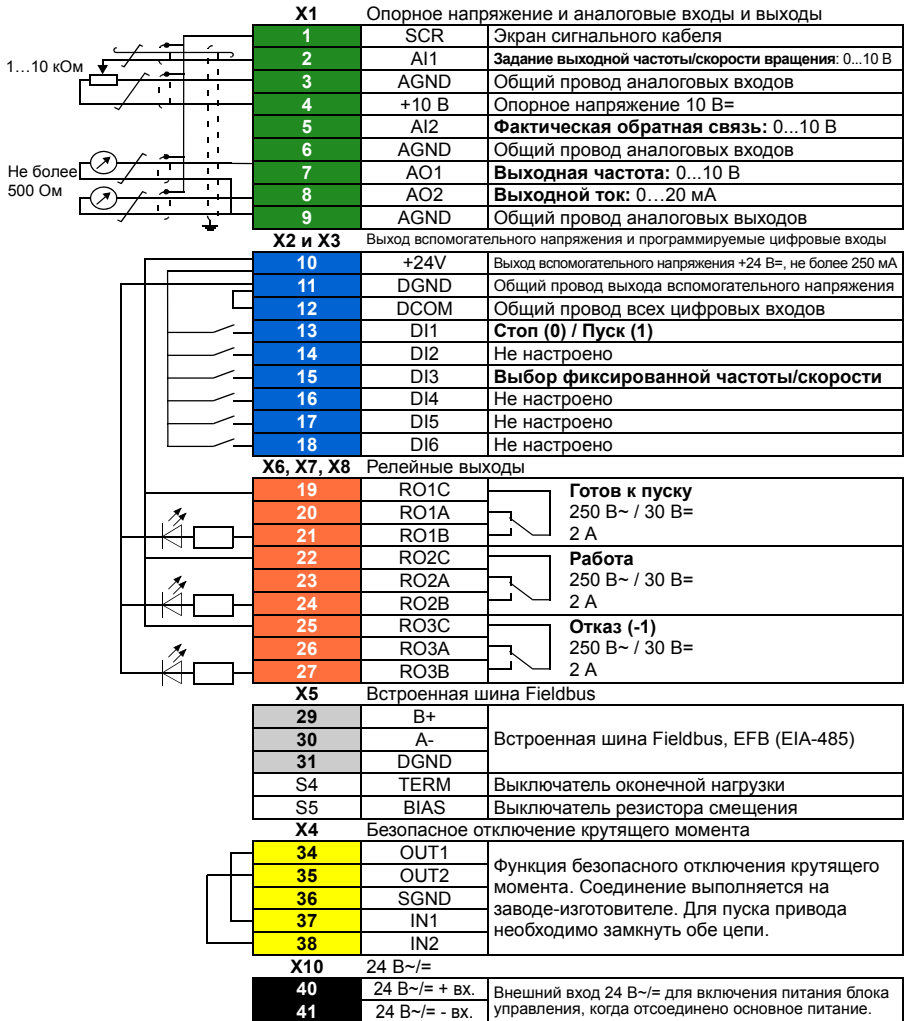 X1 Опорное напряжение и аналоговые входы и выходы
1 SCR Экран сигнального кабеля
1…10 кОм
2 AI1 Задание выходной частоты/скорости вращения: 0...10 В
3 AGND Общий провод аналоговых входов
4 +10 В Опорное напряжение 10 В=
5 AI2 Фактическая обратная связь: 0...10 В
6 AGND Общий провод аналоговых входов
Не более
500 Ом
7 AO1 Выходная частота: 0...10 В
8 AO2 Выходной ток: 0…20 мА
9 AGND Общий провод аналоговых выходов
X2 и X3 Выход вспомогательного напряжения и программируемые цифровые входы
10 +24V Выход вспомогательного напряжения +24 В=, не более 250 мА
11 DGND Общий провод выхода вспомогательного напряжения
12 DCOM Общий провод всех цифровых входов
13 DI1 Стоп (0) / Пуск (1)
14 DI2 Не настроено
15 DI3 Выбор фиксированной частоты/скорости
16 DI4 Не настроено
17 DI5 Не настроено
18 DI6 Не настроено
X6, X7, X8 Релейные выходы
19 RO1C Готов к пуску
20 RO1A 250 В~ / 30 В=
21 RO1B 2 А
22 RO2C Работа
23 RO2A 250 В~ / 30 В=
24 RO2B 2 А
25 RO3C Отказ (-1)
26 RO3A 250 В~ / 30 В=
27 RO3B 2 А
X5 Встроенная шина Fieldbus
29 B+
30 A- Встроенная шина Fieldbus, EFB (EIA-485)
31 DGND
S4 TERM Выключатель оконечной нагрузки
S5 BIAS Выключатель резистора смещения
X4 Безопасное отключение крутящего момента
34 OUT1
35 OUT2
36 SGND
37 IN1
38 IN2
Функция безопасного отключения крутящего
момента. Соединение выполняется на
заводе-изготовителе. Для пуска привода
необходимо замкнуть обе цепи.
X10 24 В~/=
40 24 В~/= + вх.
41 24 В~/= - вх.
Внешний вход 24 В~/= для включения питания блока
управления, когда отсоединено основное питание.